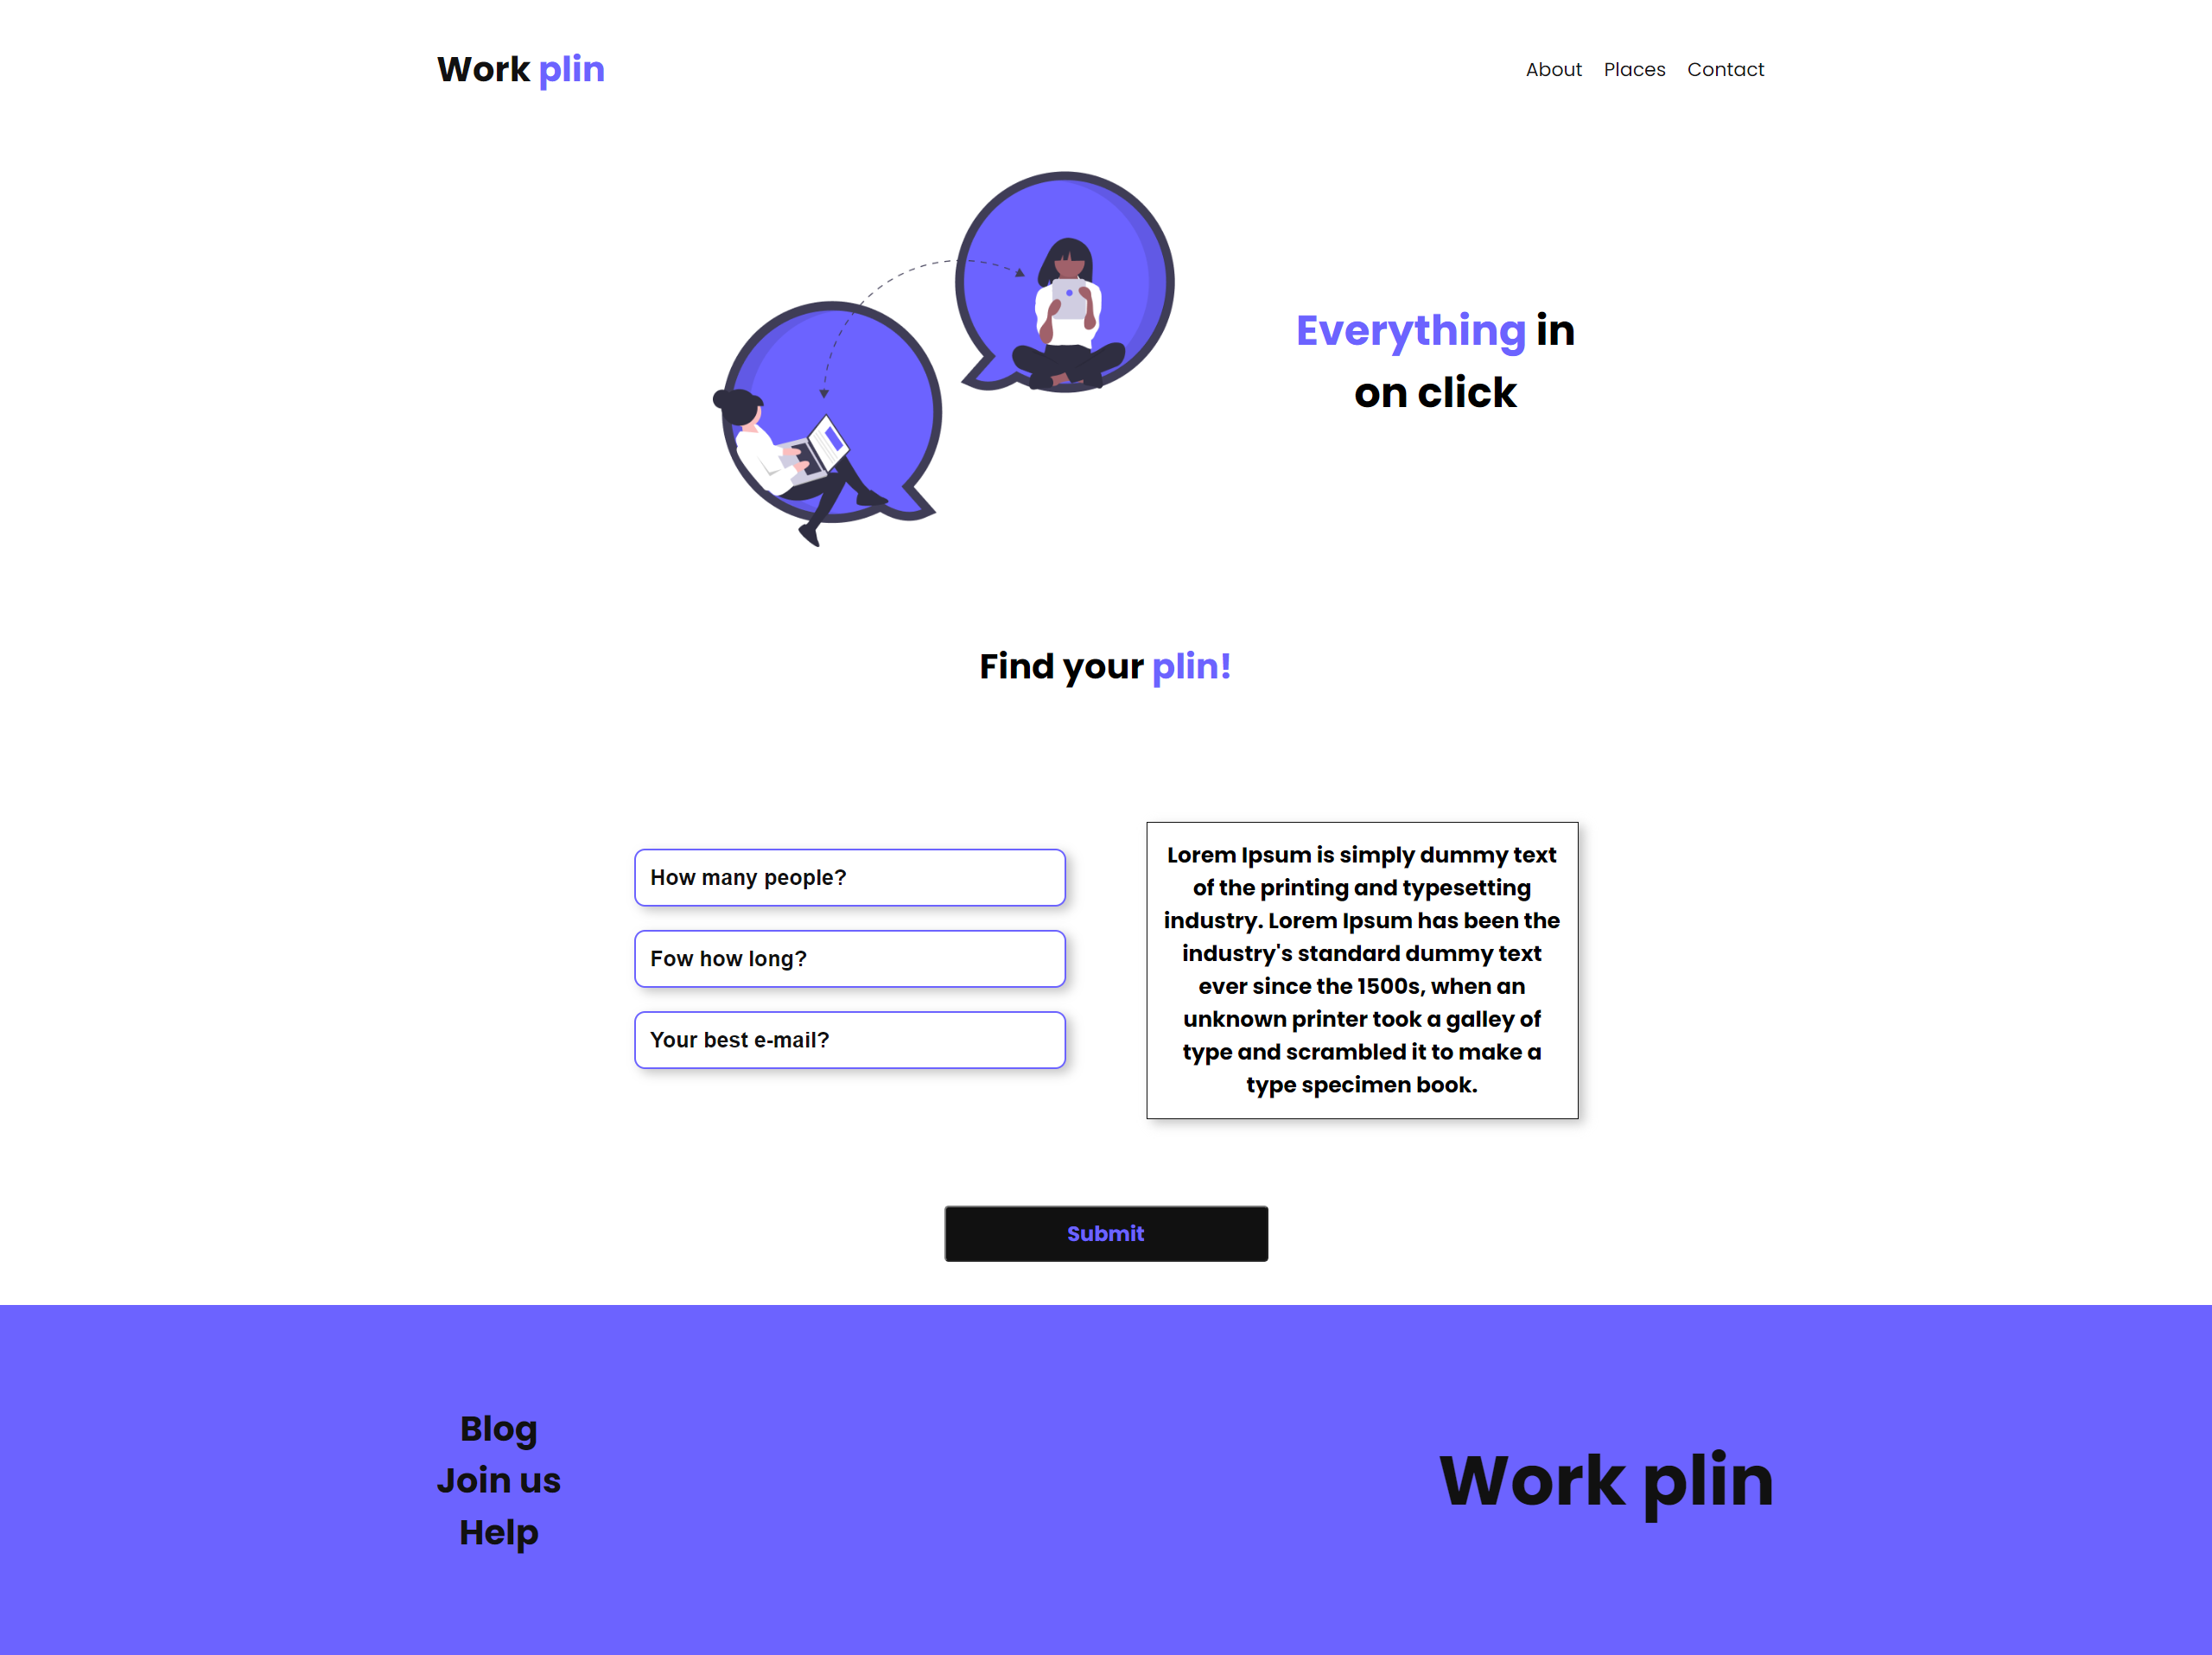 Work plin
About Places Contact
Everything in
on click
Find your plin!
How many people?
Fow how long?
Your best e-mail?
Lorem Ipsum is simply dummy text
of the printing and typesetting
industry. Lorem Ipsum has been the
industry's standard dummy text
ever since the 1500s, when an
unknown printer took a galley of
type and scrambled it to make a
type specimen book.
Submit
Blog
Join us
Help
Work plin